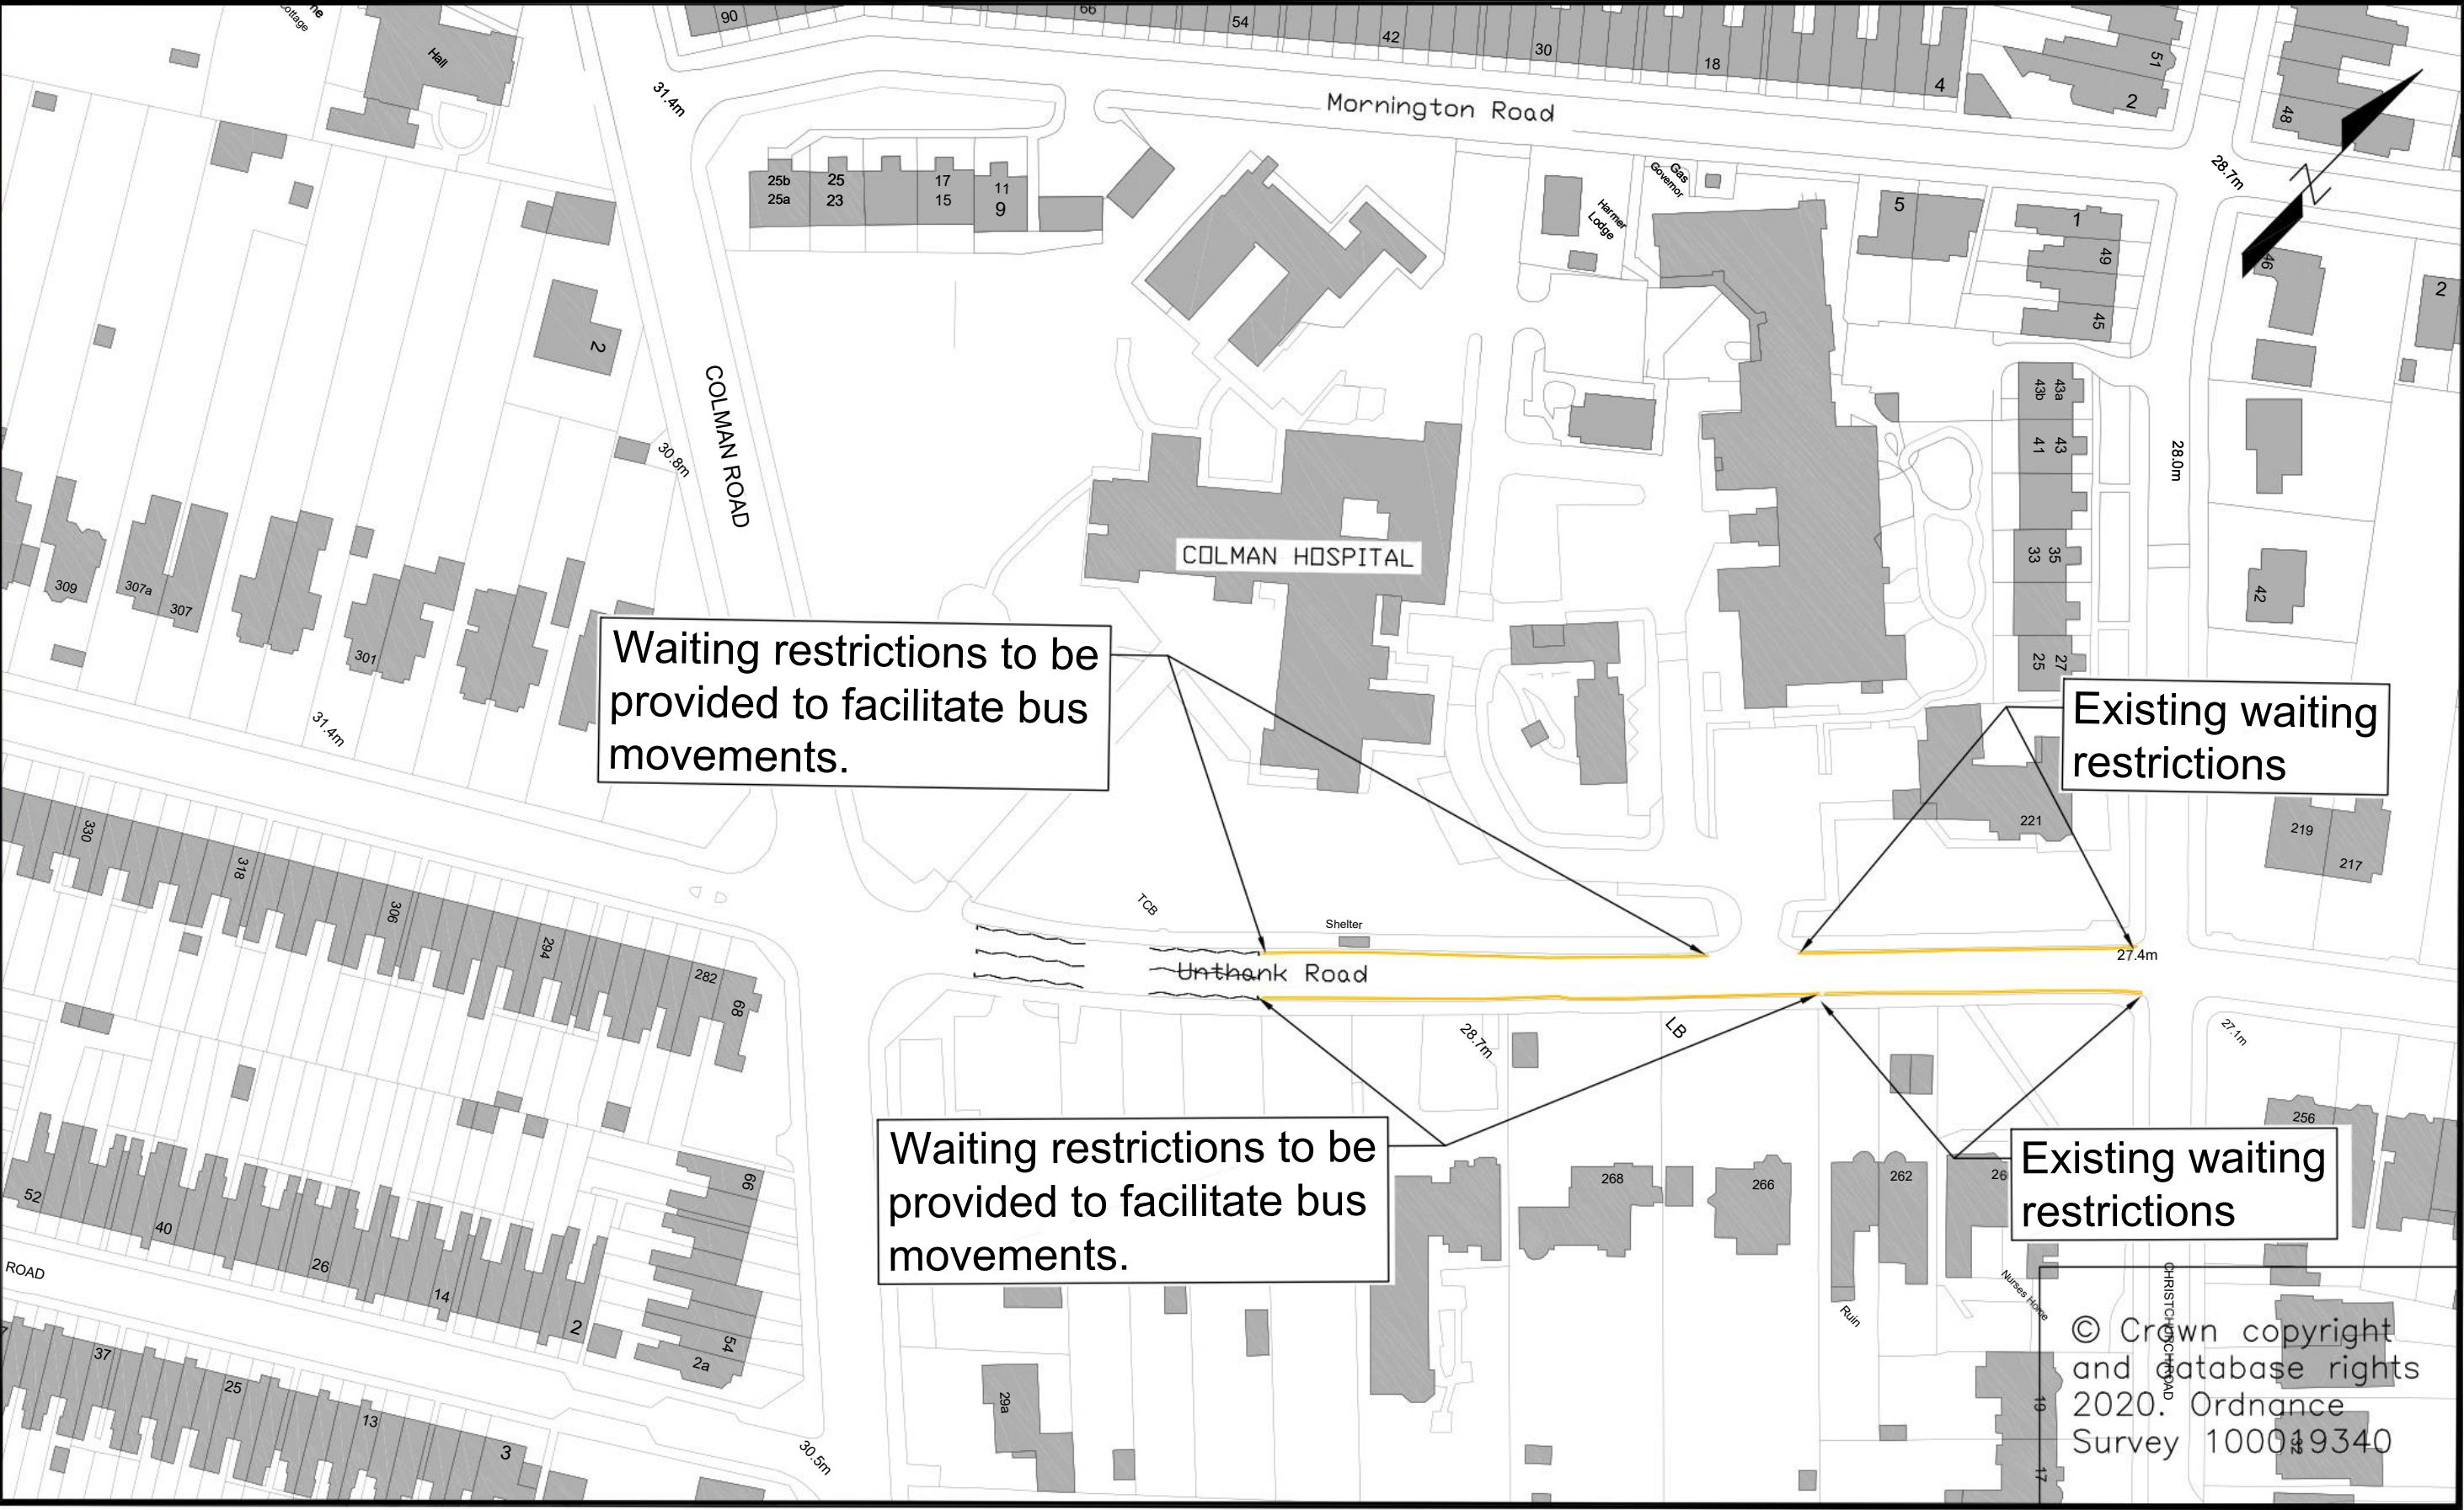 90
66
54
42
30
18
4
51
2
48
Hall
31.4m
Mornington Road
28.7m
25b
25a
25
23
17
15
11
9
Harmer
Lodge
Gas
Governor
5
1
49
45
46
2
2
COLMAN ROAD
30.8m
43b 43a
41 43
28.0m
COLMAN HOSPITAL
33 35
42
309
307a
307
301
25 27
Waiting restrictions to be
provided to facilitate bus
movements.
Existing waiting
restrictions
31.4m
221
219
217
330
318
306
294
282
68
TCB
Shelter
27.4m
Unthank Road
28.7m
LB
27.1m
256
Waiting restrictions to be
provided to facilitate bus
movements.
268
266
262
26
Existing waiting
restrictions
66
52
40
26
14
2
54
2a
ROAD
37
25
13
3
29a
30.5m
Ruin
Nurses Home
CHRISTCHURCH ROAD
19
17
32
© Crown copyright
and database rights
2020. Ordnance
Survey 100019340